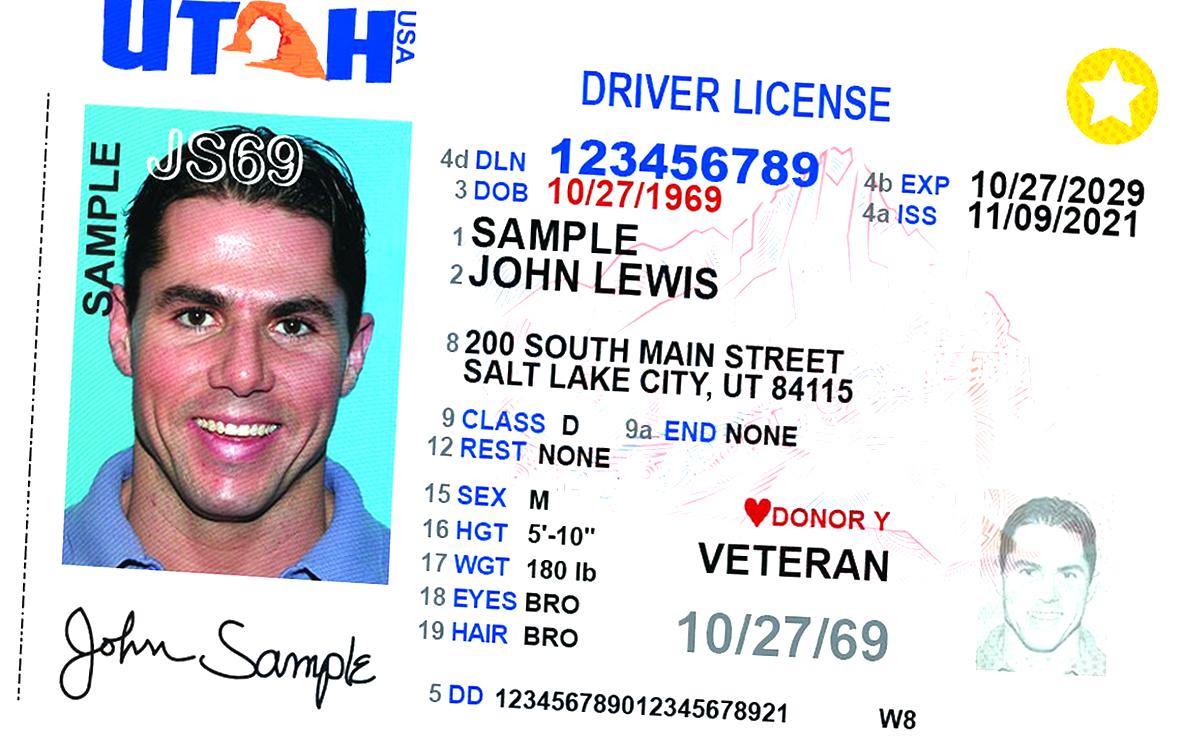 UTAH USA
DRIVER LICENSE
SAMPLE
JS69
4d DLN 123456789
3 DOB 10/27/1969
4b EXP 10/27/2029
4a ISS 11/09/2021
1 SAMPLE
2 JOHN LEWIS
8 200 SOUTH MAIN STREET
SALT LAKE CITY, UT 84115
9 CLASS D 9a END NONE
12 REST NONE
15 SEX M
16 HGT 5'-10"
17 WGT 180 lb
18 EYES BRO
19 HAIR BRO
DONOR Y
VETERAN
10/27/69
John Sample
5 DD 123456789012345678921 W8